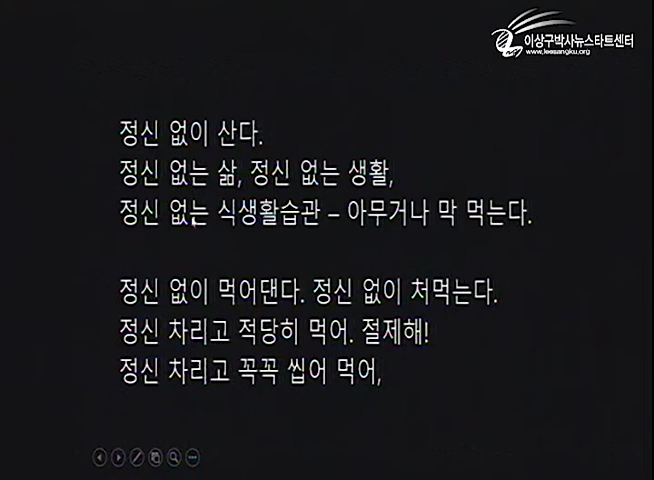 이상구박사뉴스타트센터
www.leesangku.org
정신 없이 산다.
정신 없는 삶, 정신 없는 생활,
정신 없는 식생활습관 – 아무거나 막 먹는다.
정신 없이 먹어댄다. 정신 없이 처먹는다.
정신 차리고 적당히 먹어. 절제해!
정신 차리고 꼭꼭 씹어 먹어,